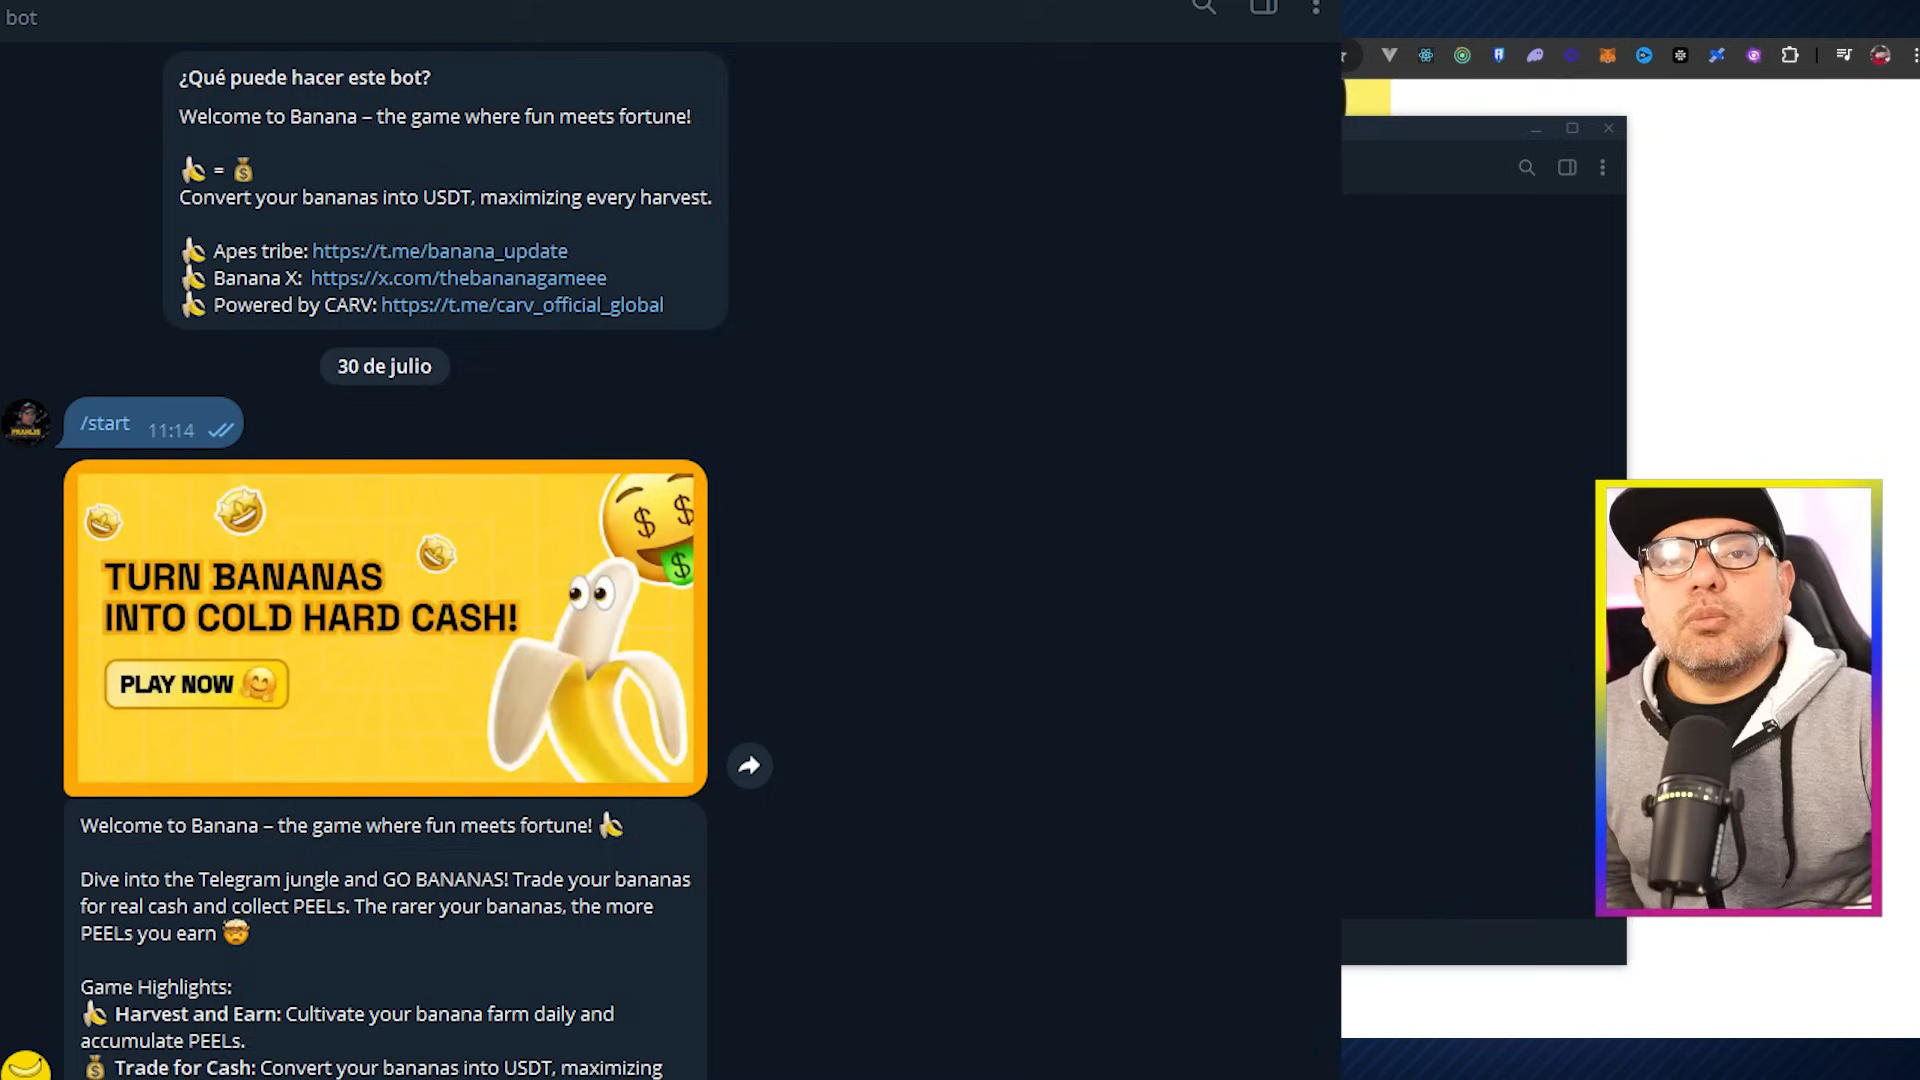 bot
¿Qué puede hacer este bot?
Welcome to Banana – the game where fun meets fortune!
🍌 = 💰
Convert your bananas into USDT, maximizing every harvest.
🍌 Apes tribe: https://t.me/banana_update
🍌 Banana X: https://x.com/thebananagameee
🍌 Powered by CARV: https://t.me/carv_official_global
30 de julio
/start 11:14
TURN BANANAS
INTO COLD HARD CASH!
PLAY NOW 🤗
Welcome to Banana – the game where fun meets fortune! 🍌
Dive into the Telegram jungle and GO BANANAS! Trade your bananas
for real cash and collect PEELs. The rarer your bananas, the more
PEELs you earn 🤯
Game Highlights:
🍌 Harvest and Earn: Cultivate your banana farm daily and
accumulate PEELs.
💰 Trade for Cash: Convert your bananas into USDT, maximizing